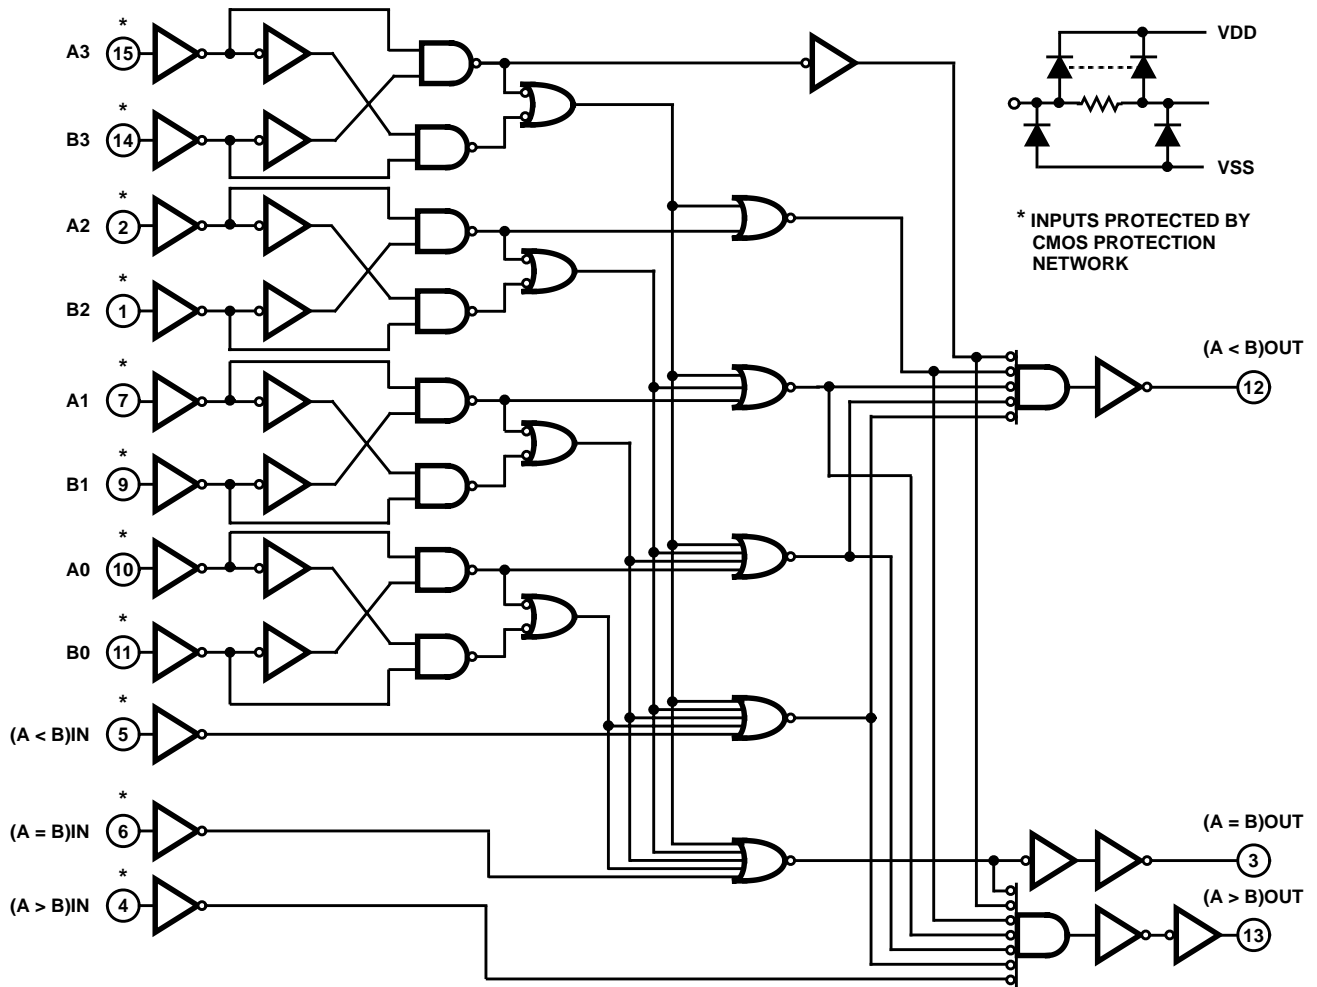 *
A3 15
VDD
*
B3 14
VSS
*
A2 2
* INPUTS PROTECTED BY
CMOS PROTECTION
NETWORK
*
B2 1
(A < B)OUT
12
*
A1 7
*
B1 9
*
A0 10
*
B0 11
*
(A < B)IN 5
*
(A = B)IN 6
(A = B)OUT
3
*
(A > B)IN 4
(A > B)OUT
13